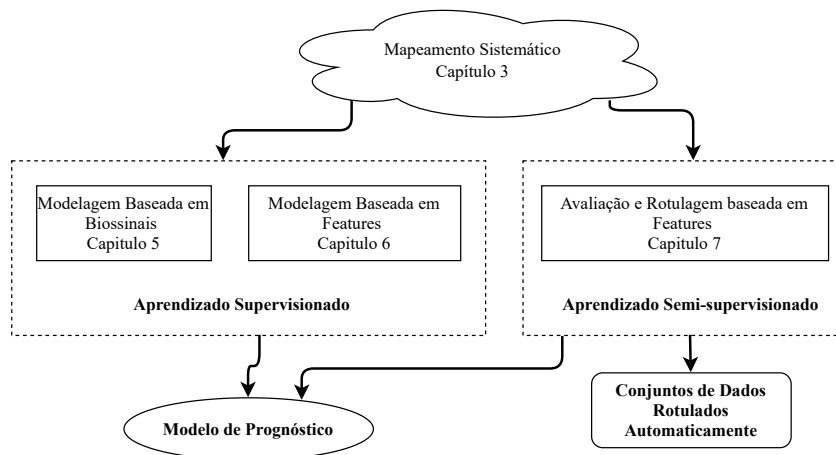 Mapeamento Sistemático
Capítulo 3
Modelagem Baseada em
Biossinais
Capitulo 5
Modelagem Baseada em
Features
Capitulo 6
Aprendizado Supervisionado
Avaliação e Rotulagem baseada em
Features
Capitulo 7
Aprendizado Semi-supervisionado
Modelo de Prognóstico
Conjuntos de Dados
Rotulados
Automaticamente